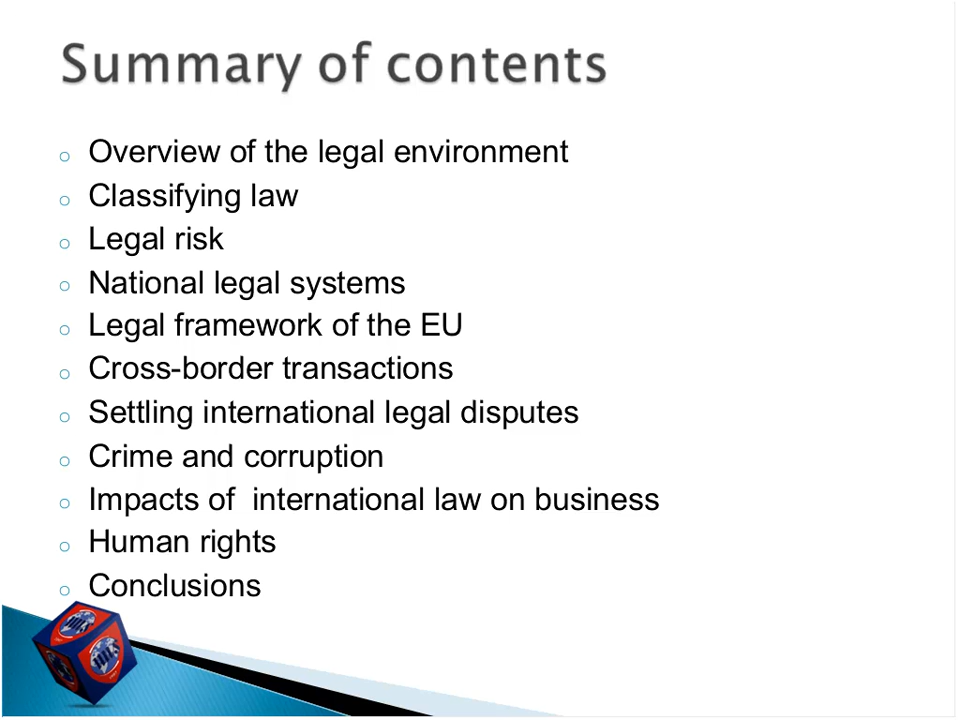 Summary of contents
Overview of the legal environment
Classifying law
Legal risk
National legal systems
Legal framework of the EU
Cross-border transactions
Settling international legal disputes
Crime and corruption
Impacts of  international law on business
Human rights
Conclusions